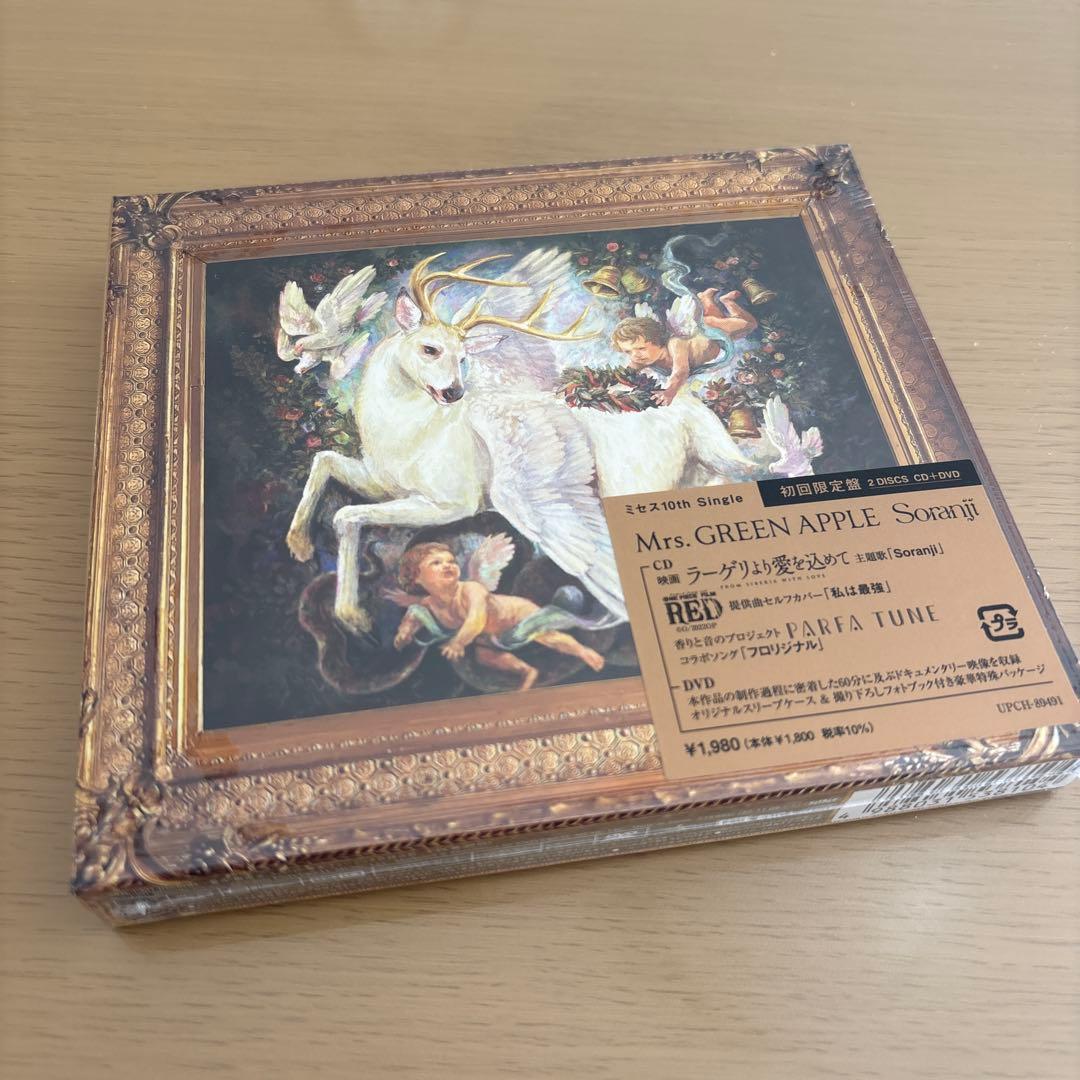 初回限定盤 2 DISCS CD+DVD
ミセス10th Single
Mrs. GREEN APPLE Soranji
CD
映画 ラーゲリより愛を込めて 主題歌「Soranji」
FROM SIBERIA WITH LOVE
ONE PIECE FILM
RED 提供曲セルフカバー「私は最強」
©O/2022OP
香りと音のプロジェクト PARFA TUNE
コラボソング「フロリジナル」
プラ
DVD
本作品の制作過程に密着した60分に及ぶドキュメンタリー映像を収録
オリジナルスリーブケース & 撮り下ろしフォトブック付き豪華特殊パッケージ
UPCH-89491
¥1,980 (本体¥1,800 税率10%)